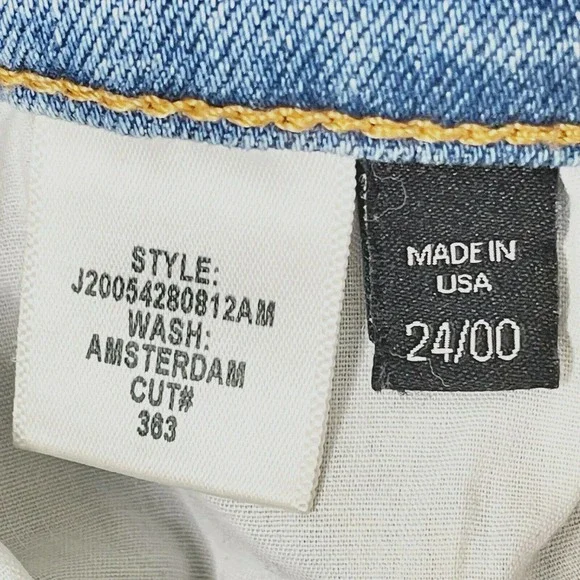 STYLE:
J20054280812AM
WASH:
AMSTERDAM
CUT#
363
MADE IN
USA
24/00